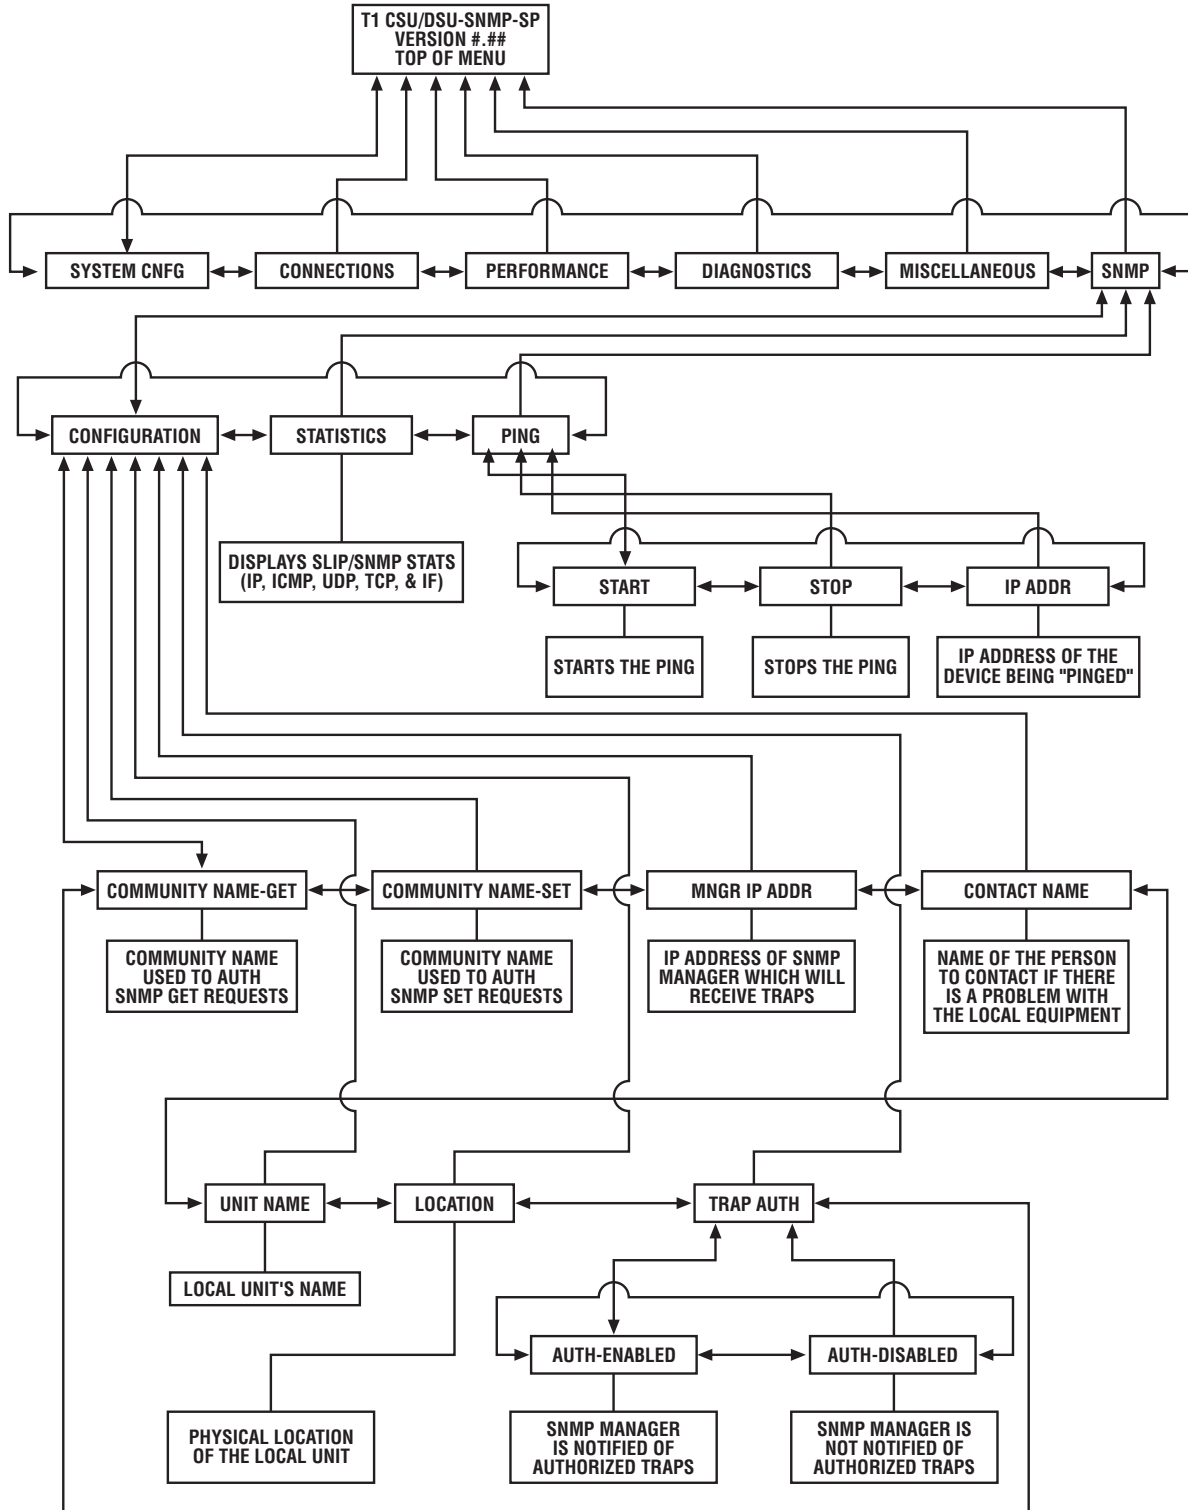 T1 CSU/DSU-SNMP-SP
VERSION #.##
TOP OF MENU
SYSTEM CNFG
CONNECTIONS
PERFORMANCE
DIAGNOSTICS
MISCELLANEOUS
SNMP
CONFIGURATION
STATISTICS
PING
DISPLAYS SLIP/SNMP STATS
(IP, ICMP, UDP, TCP, & IF)
START
STOP
IP ADDR
STARTS THE PING
STOPS THE PING
IP ADDRESS OF THE
DEVICE BEING "PINGED"
COMMUNITY NAME-GET
COMMUNITY NAME-SET
MNGR IP ADDR
CONTACT NAME
COMMUNITY NAME
USED TO AUTH
SNMP GET REQUESTS
COMMUNITY NAME
USED TO AUTH
SNMP SET REQUESTS
IP ADDRESS OF SNMP
MANAGER WHICH WILL
RECEIVE TRAPS
NAME OF THE PERSON
TO CONTACT IF THERE
IS A PROBLEM WITH
THE LOCAL EQUIPMENT
UNIT NAME
LOCATION
TRAP AUTH
LOCAL UNIT'S NAME
AUTH-ENABLED
AUTH-DISABLED
PHYSICAL LOCATION
OF THE LOCAL UNIT
SNMP MANAGER
IS NOTIFIED OF
AUTHORIZED TRAPS
SNMP MANAGER IS
NOT NOTIFIED OF
AUTHORIZED TRAPS